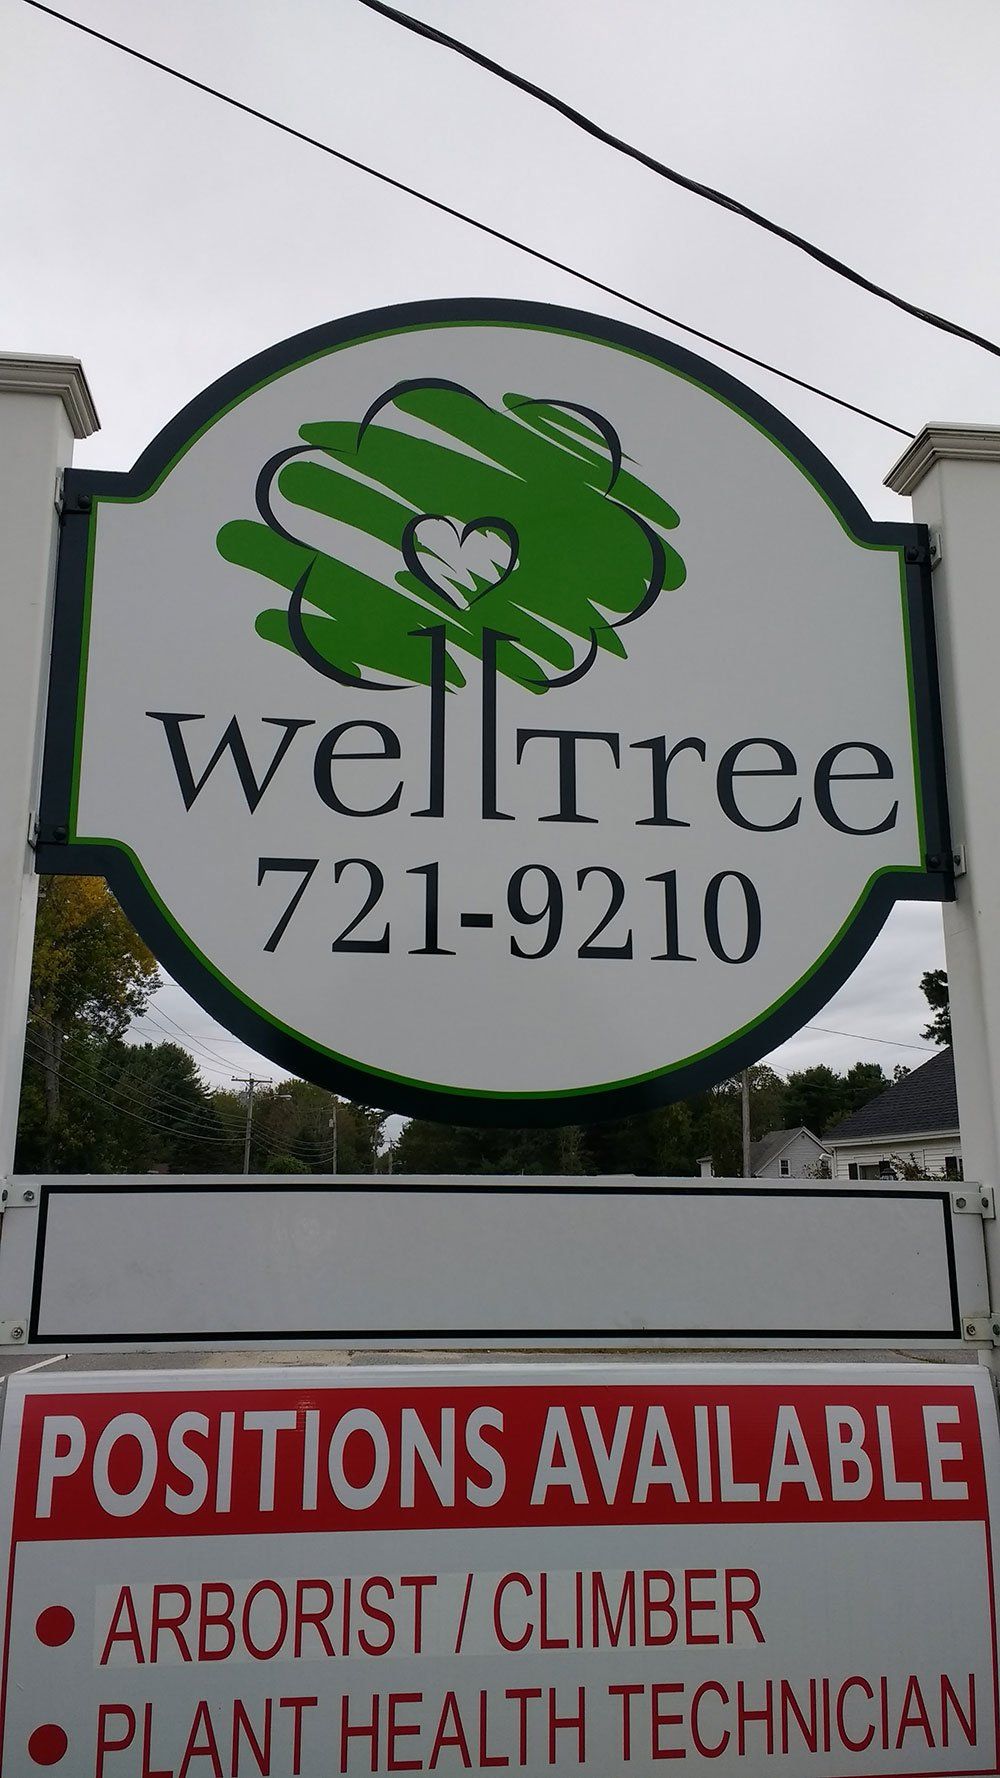 wellTree
721-9210
POSITIONS AVAILABLE
• ARBORIST / CLIMBER
• PLANT HEALTH TECHNICIAN